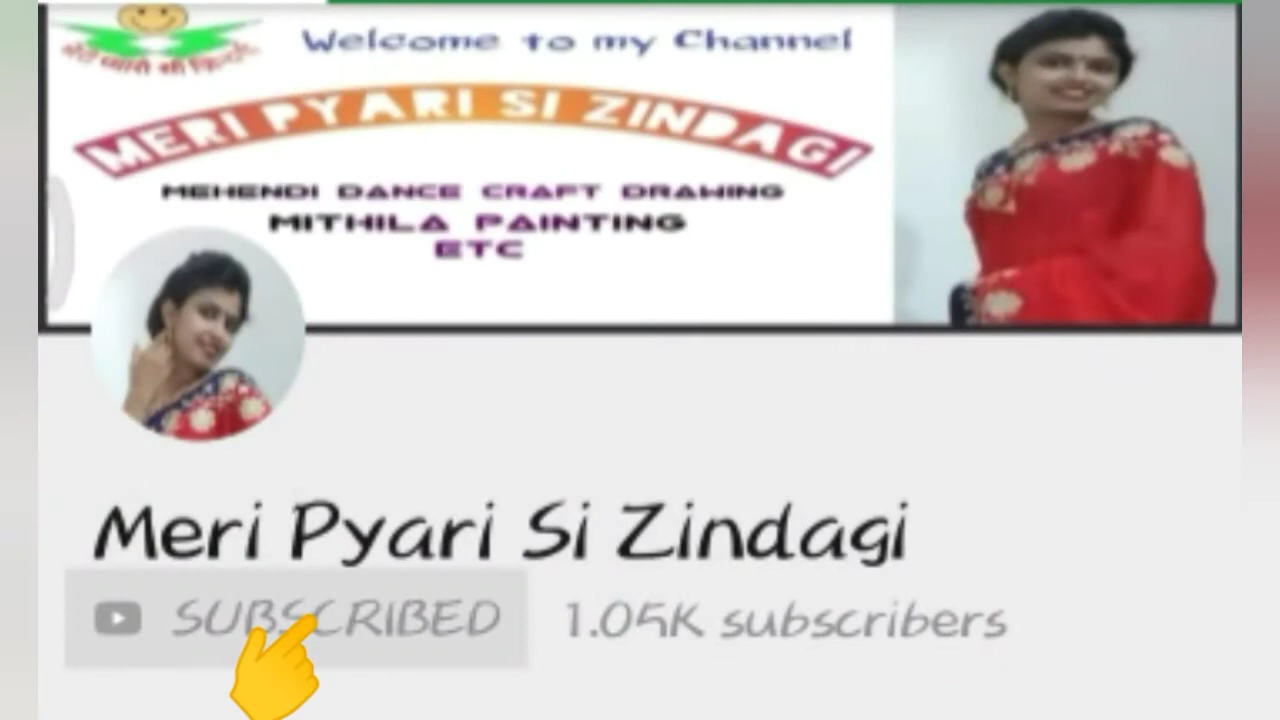 Welcome to my Channel
मेरी प्यारी सी ज़िन्दगी
MERI PYARI SI ZINDAGI
MEHENDI DANCE CRAFT DRAWING
MITHILA PAINTING
ETC
Meri Pyari Si Zindagi
SUBSCRIBED 1.05K subscribers